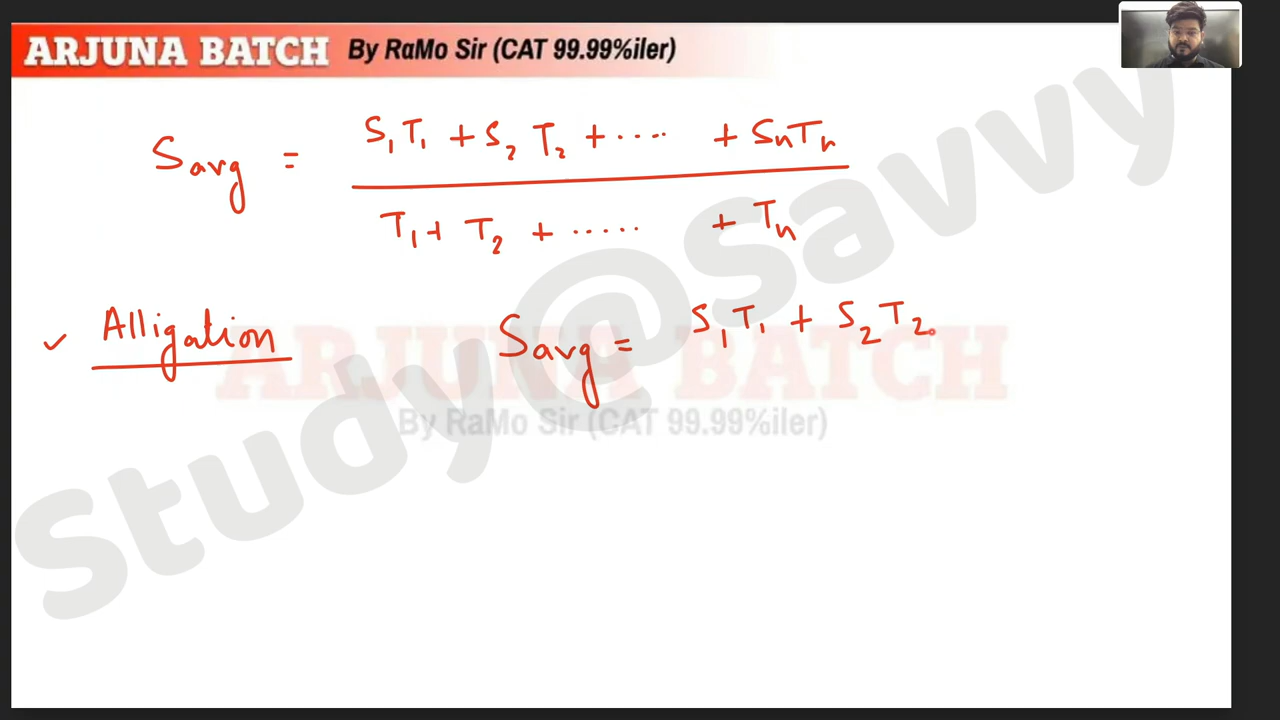 ARJUNA BATCH By RaMo Sir (CAT 99.99%iler)
Savg = S1T1 + S2T2 + ..... + SnTn
T1 + T2 + ...... + Tn
✓ Alligation Savg = S1T1 + S2T2
ARJUNA BATCH
By RaMo Sir (CAT 99.99%iler)
Study@Savvy